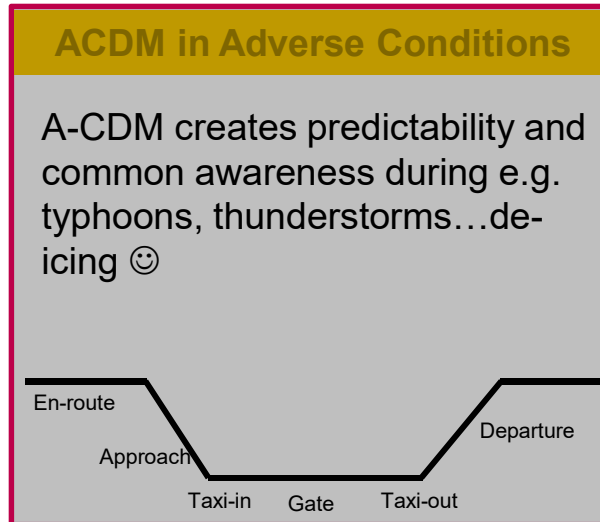 ACDM in Adverse Conditions
A-CDM creates predictability and
common awareness during e.g.
typhoons, thunderstorms…de-
icing ☺
En-route
Departure
Approach
Taxi-in Gate Taxi-out